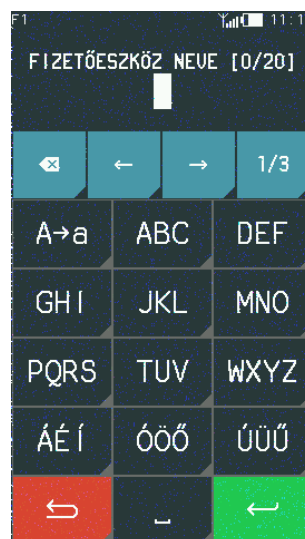 F1 11:1
FIZETŐESZKÖZ NEVE [0/20]
← → 1/3
A→a ABC DEF
GHI JKL MNO
PQRS TUV WXYZ
ÁÉÍ ÓÖŐ ÚÜŰ